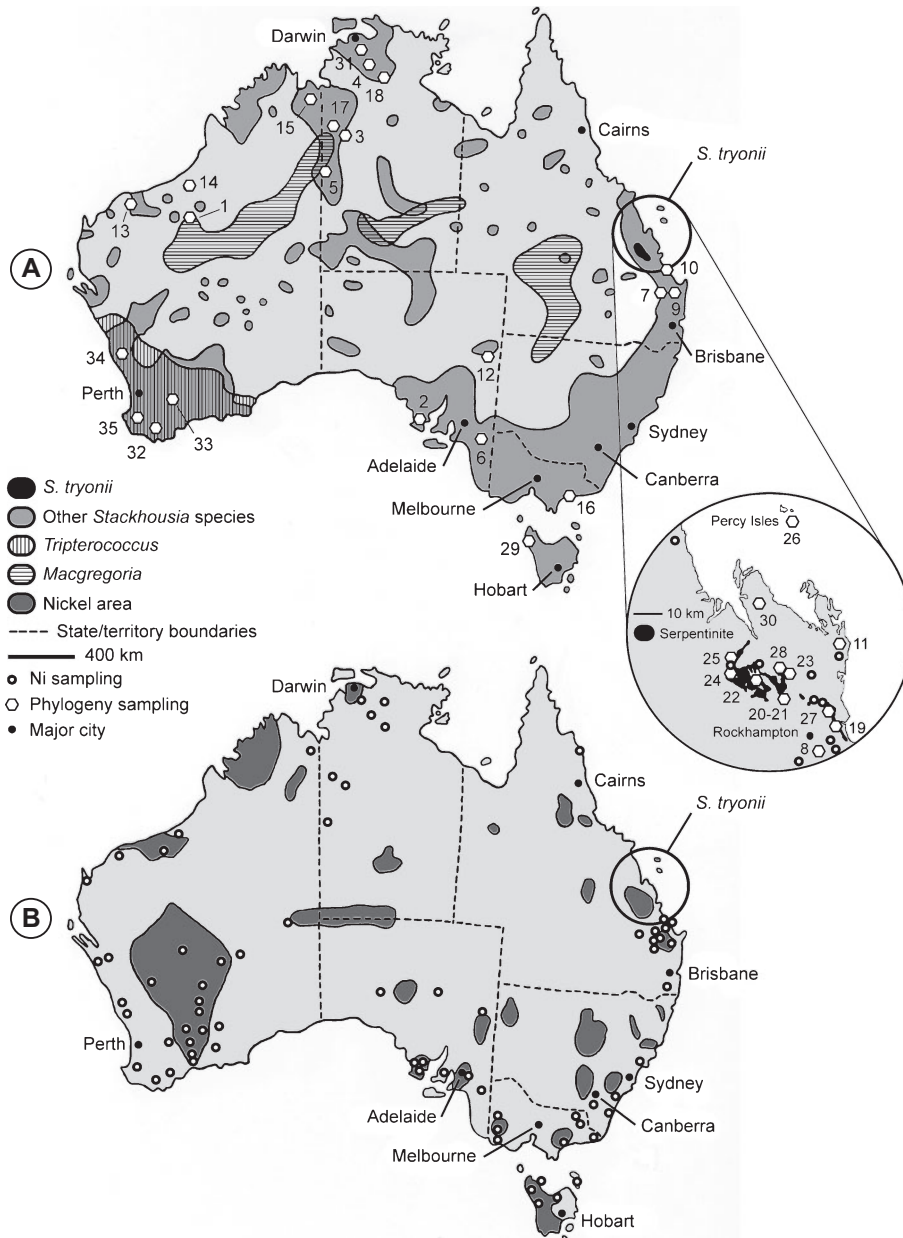 A
Darwin
31
4
18
15
17
3
5
Cairns
S. tryonii
14
1
13
10
7
9
Brisbane
34
12
Perth
2
35
32
33
6
Sydney
Adelaide
Canberra
Melbourne
16
29
Hobart
S. tryonii
Other Stackhousia species
Tripterococcus
Macgregoria
Nickel area
State/territory boundaries
400 km
Ni sampling
Phylogeny sampling
Major city
Percy Isles
26
10 km
30
Serpentinite
11
25
28
23
24
22
20-21
27
Rockhampton
19
8
B
Darwin
Cairns
S. tryonii
Brisbane
Perth
Sydney
Adelaide
Canberra
Melbourne
Hobart